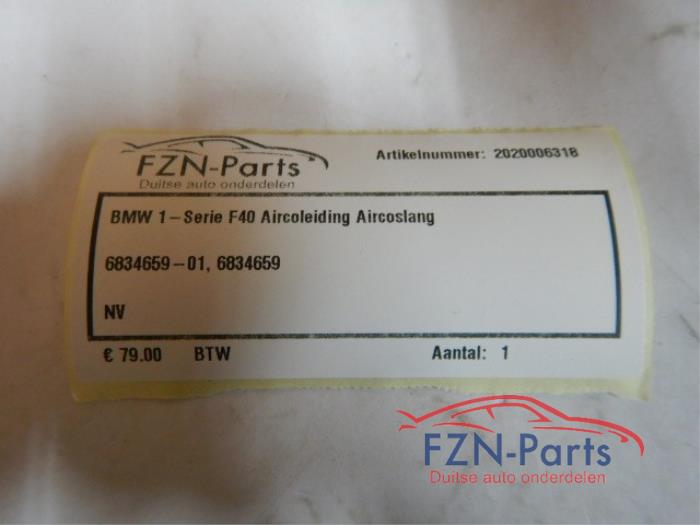 FZN-Parts
Duitse auto onderdelen
Artikelnummer: 2020006318
BMW 1-Serie F40 Aircoleiding Aircoslang
6834659-01, 6834659
NV
€ 79.00 BTW Aantal: 1
FZN-Parts
Duitse auto onderdelen